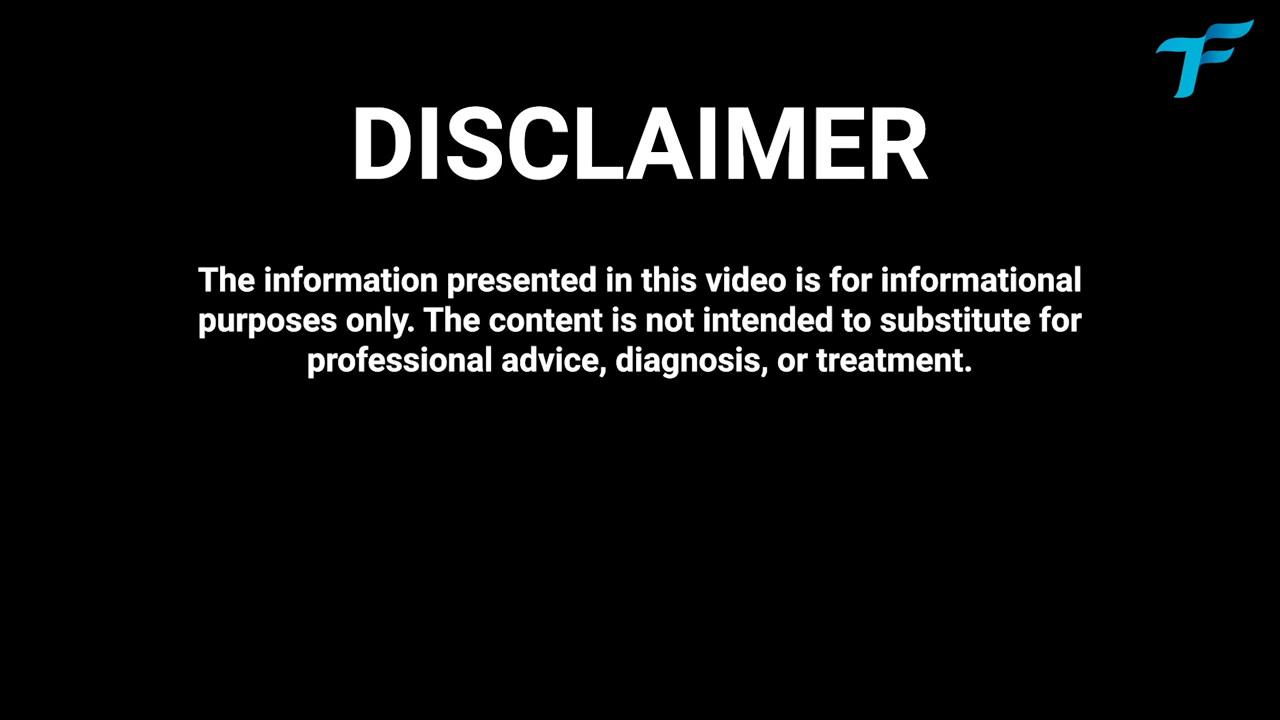 TF
DISCLAIMER
The information presented in this video is for informational
purposes only. The content is not intended to substitute for
professional advice, diagnosis, or treatment.